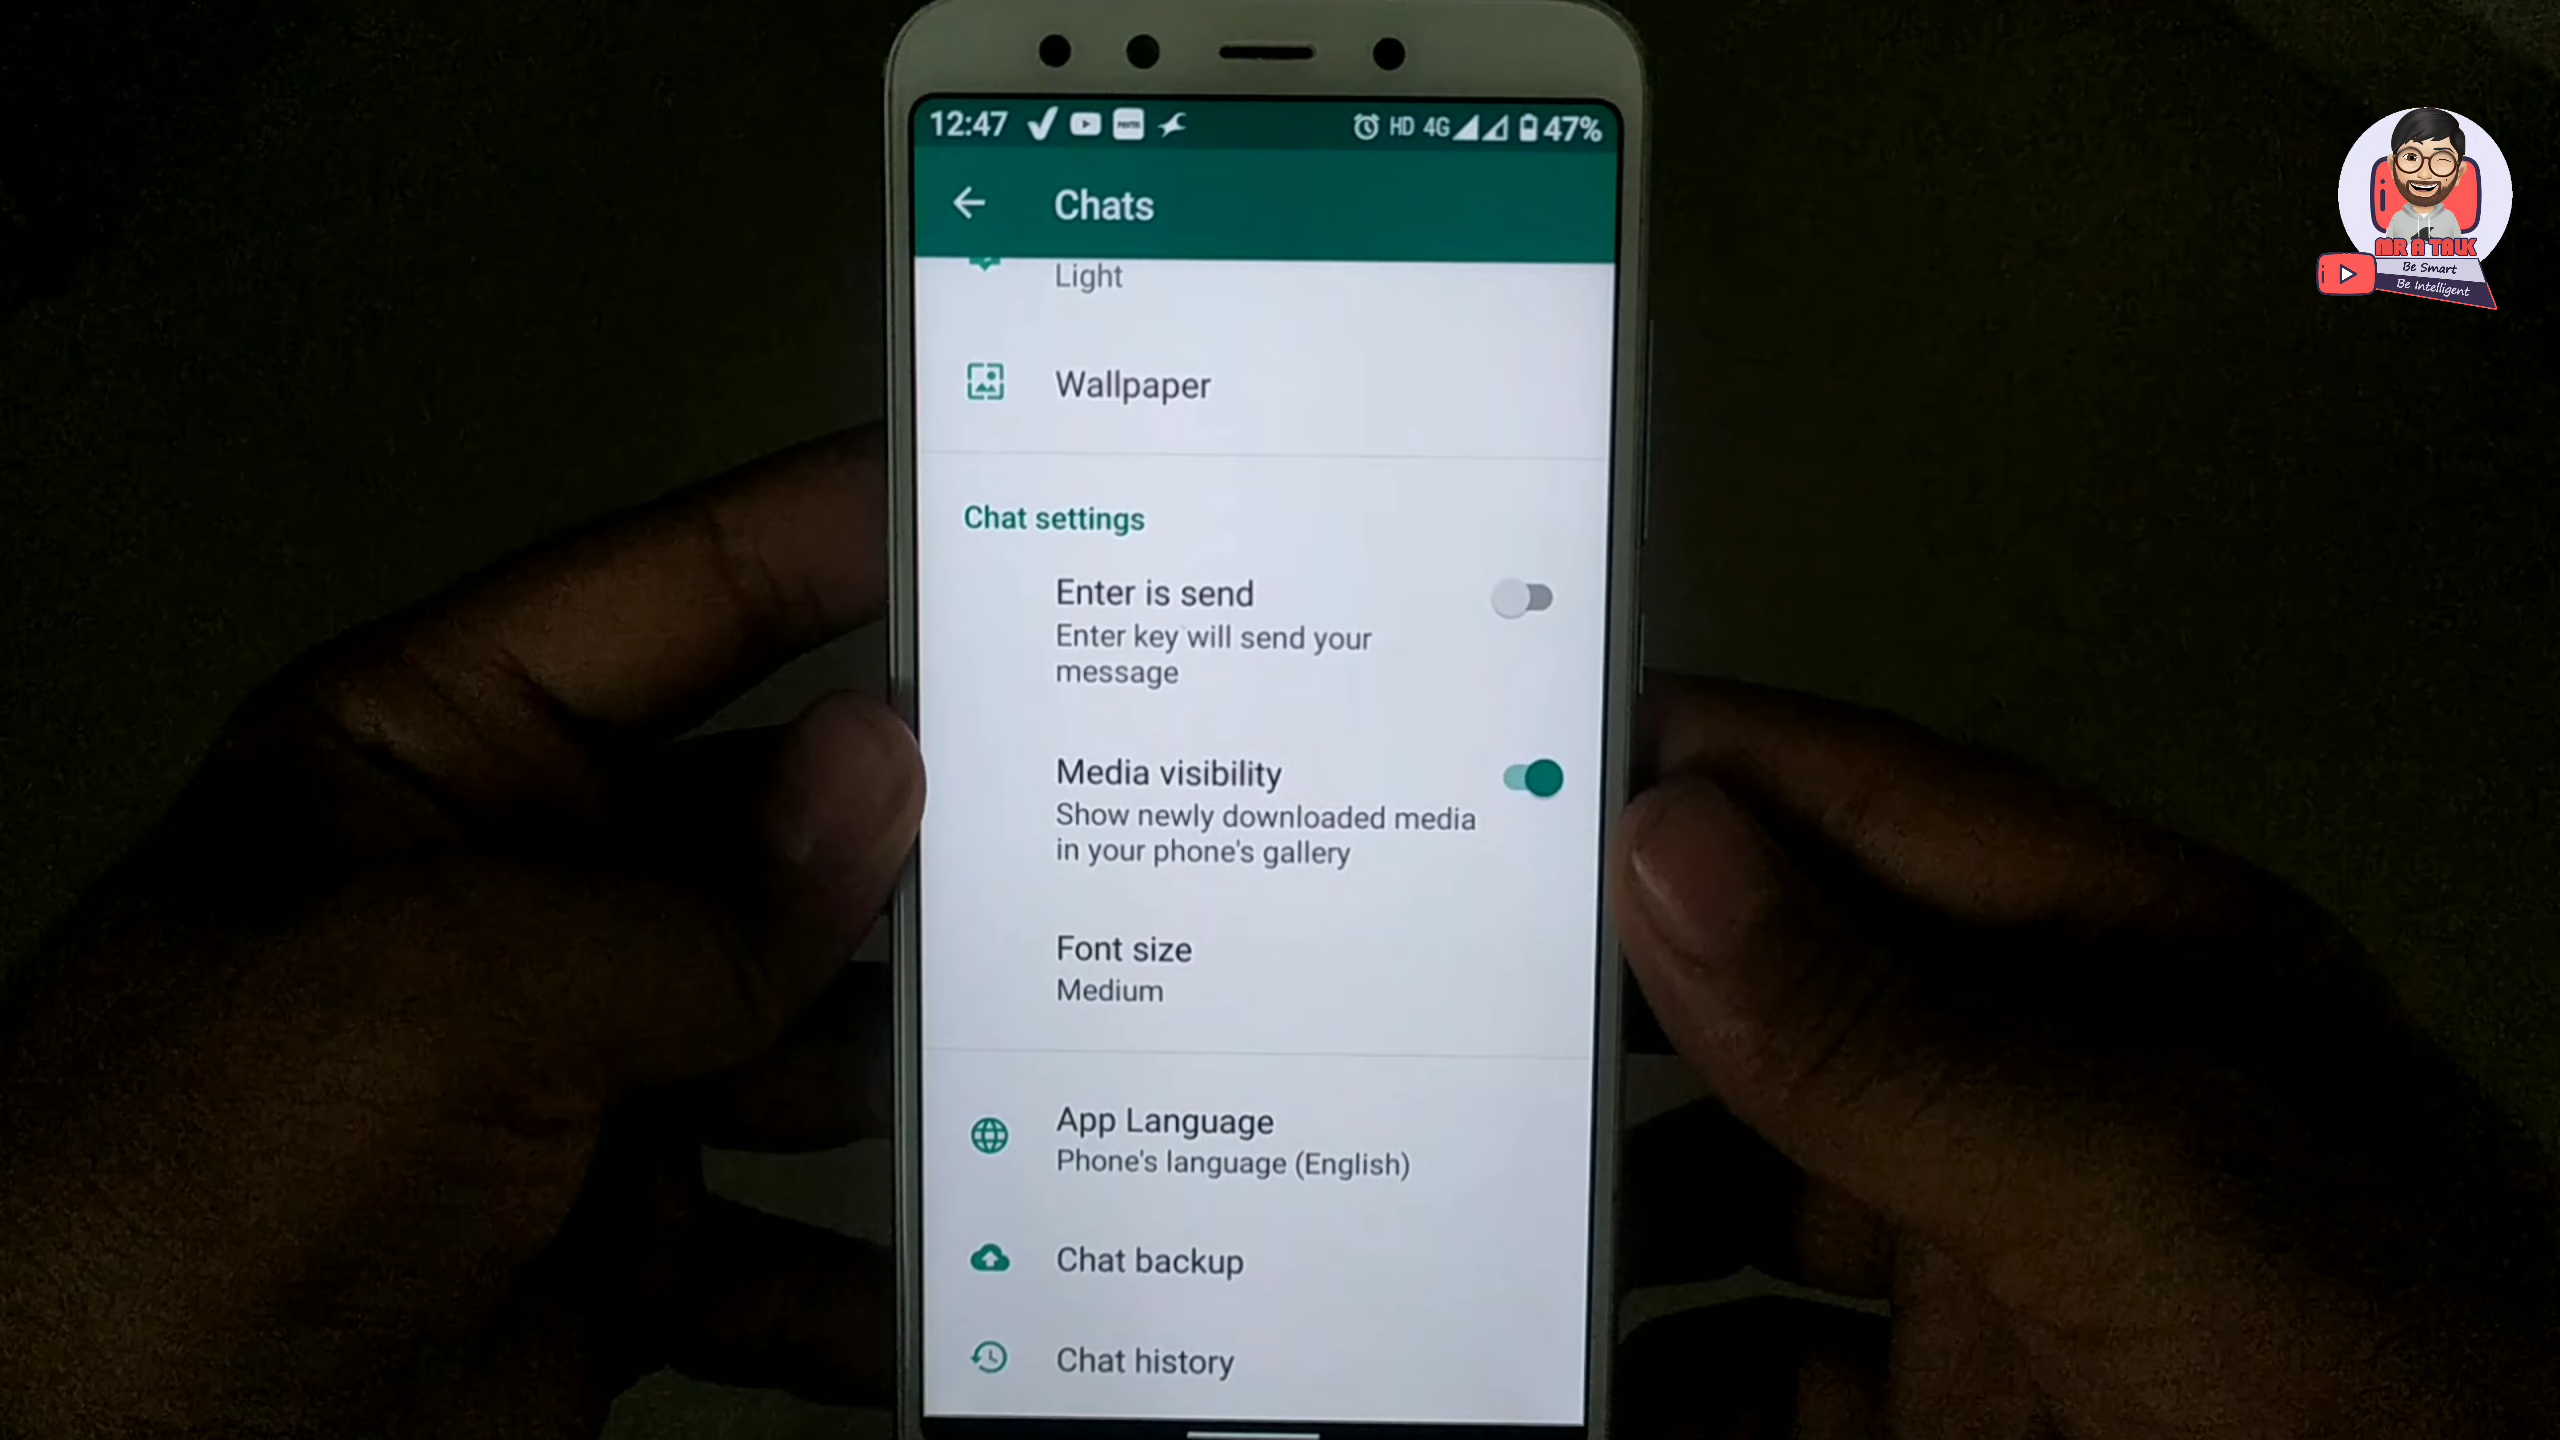 12:47
HD 4G 47%
Chats
Light
Wallpaper
Chat settings
Enter is send
Enter key will send your
message
Media visibility
Show newly downloaded media
in your phone's gallery
Font size
Medium
App Language
Phone's language (English)
Chat backup
Chat history
MR A TALK
Be Smart
Be Intelligent